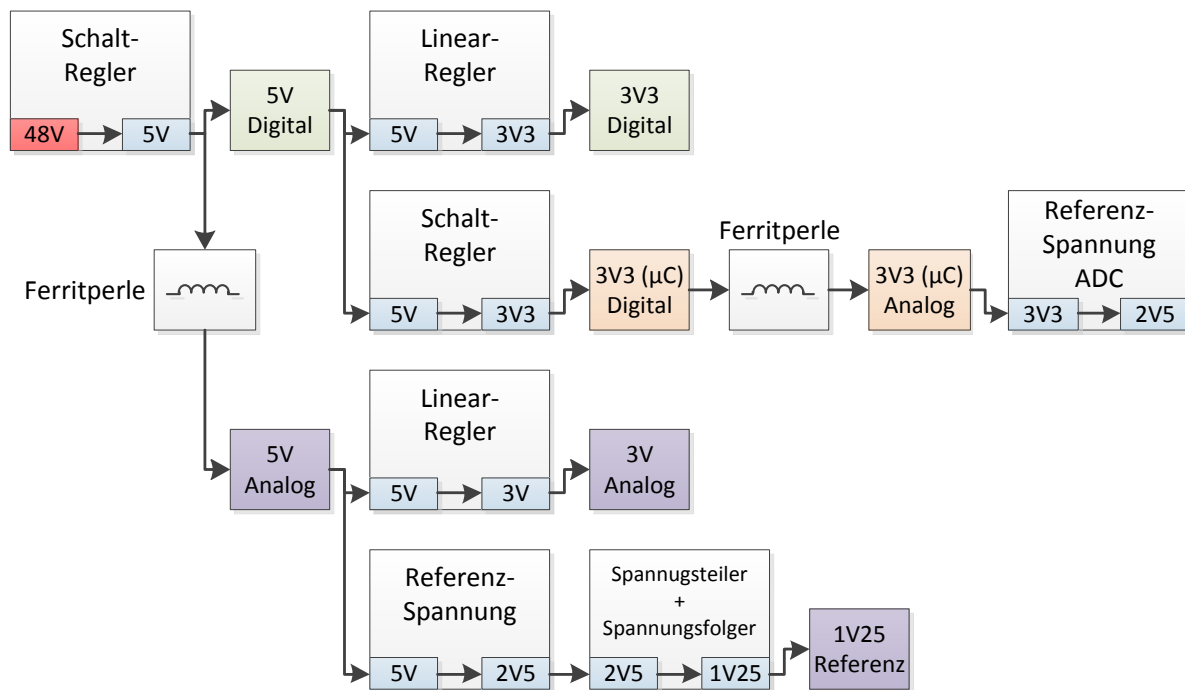 Schalt-
Regler
48V
5V
5V
Digital
Linear-
Regler
5V
3V3
3V3
Digital
Schalt-
Regler
5V
3V3
3V3 (µC)
Digital
Ferritperle
3V3 (µC)
Analog
Referenz-
Spannung
ADC
3V3
2V5
Ferritperle
5V
Analog
Linear-
Regler
5V
3V
3V
Analog
Referenz-
Spannung
5V
2V5
Spannugsteiler
+
Spannungsfolger
2V5
1V25
1V25
Referenz